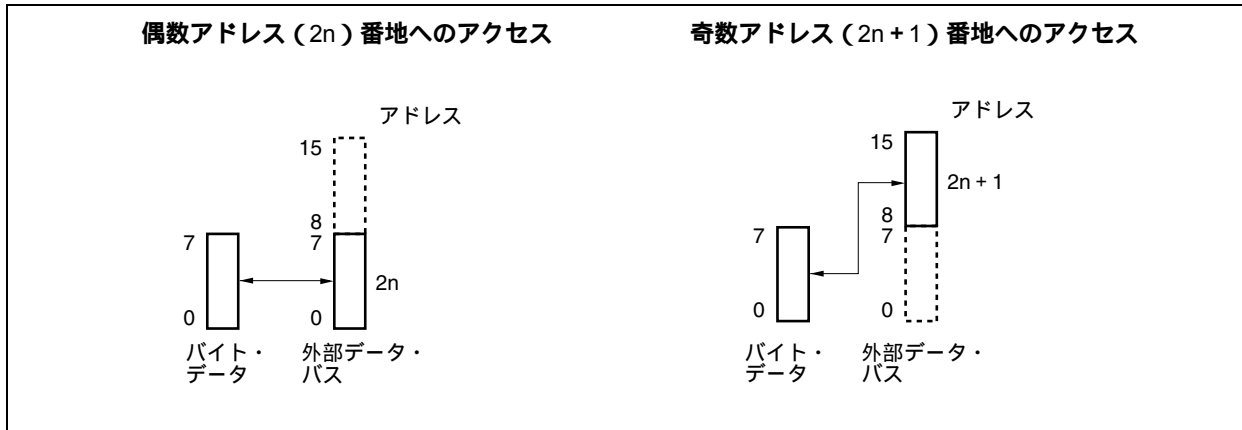 偶数アドレス（2n）番地へのアクセス
アドレス
15
8
7
7
2n
0
0
バイト・
データ
外部データ・
バス
奇数アドレス（2n＋1）番地へのアクセス
アドレス
15
2n + 1
8
7
7
0
0
バイト・
データ
外部データ・
バス